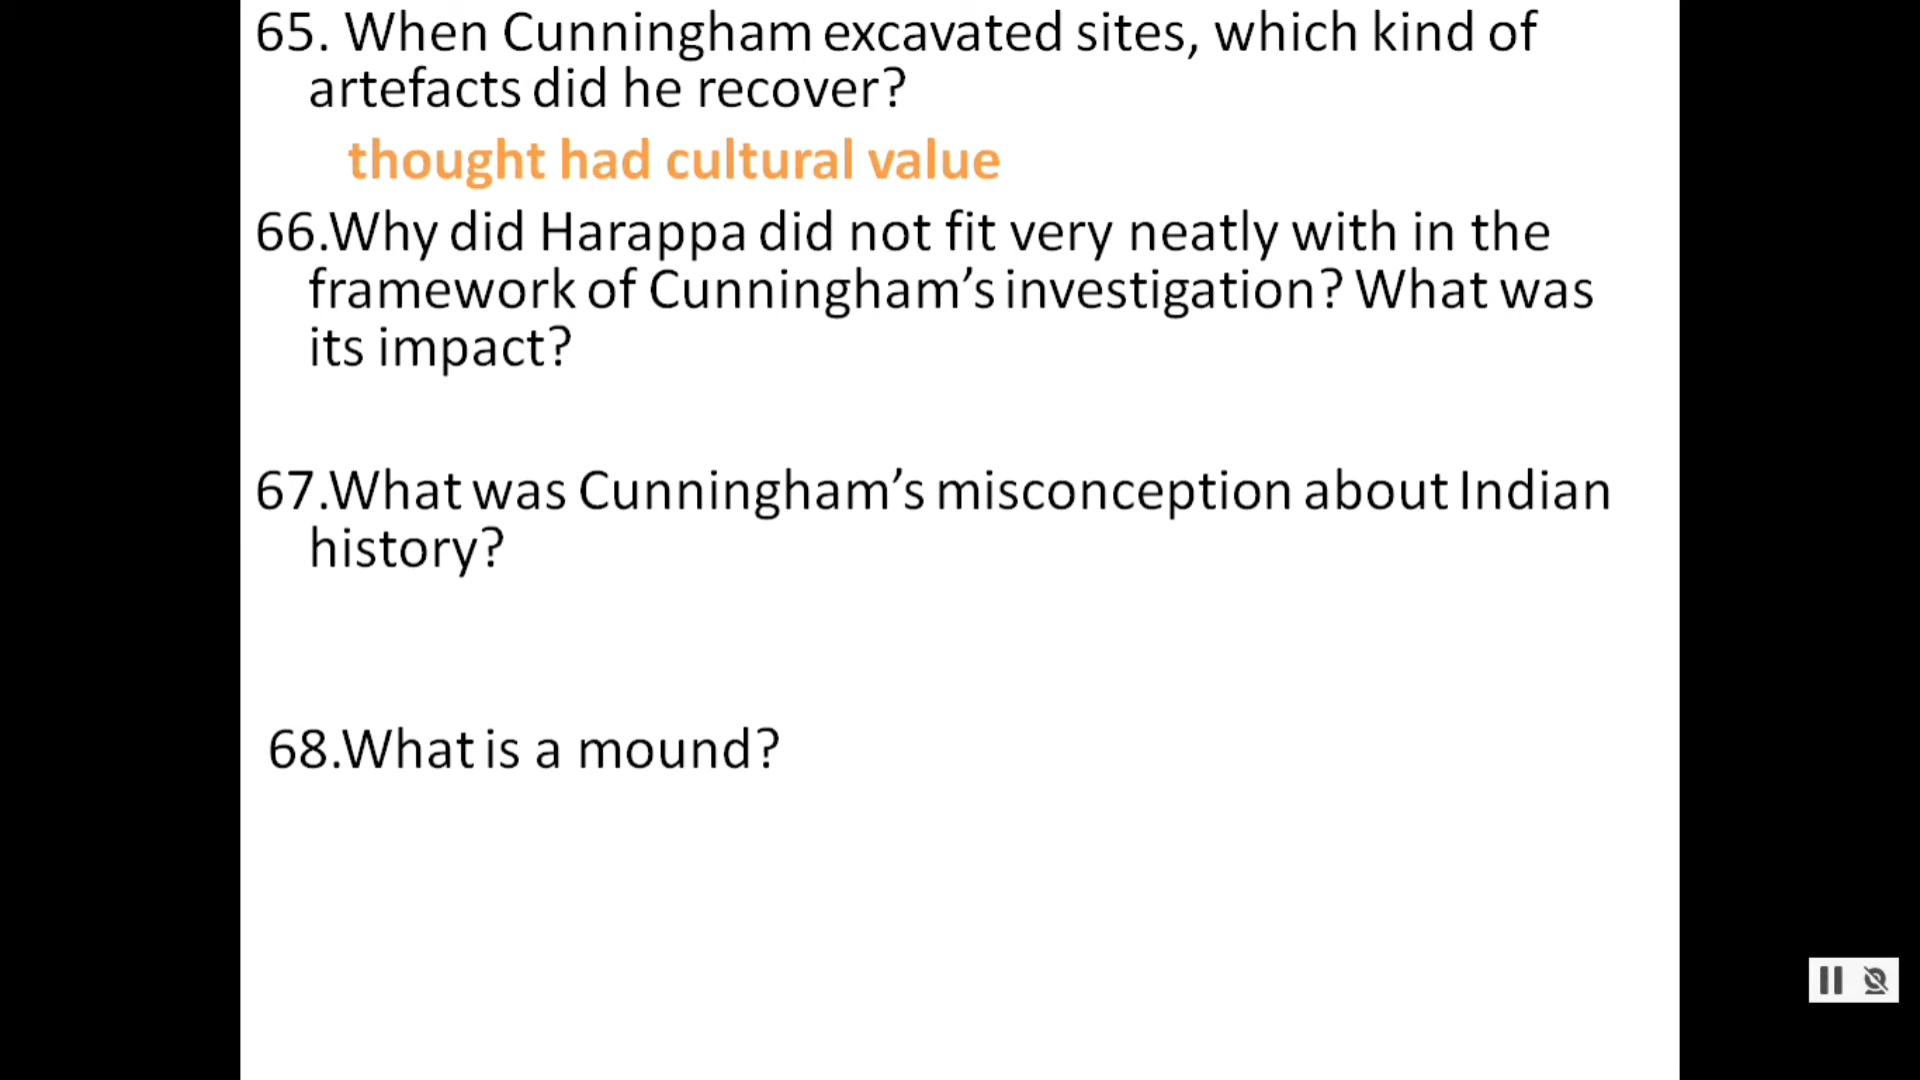 65. When Cunningham excavated sites, which kind of
artefacts did he recover?
thought had cultural value
66.Why did Harappa did not fit very neatly with in the
framework of Cunningham’s investigation? What was
its impact?
67.What was Cunningham’s misconception about Indian
history?
68.What is a mound?